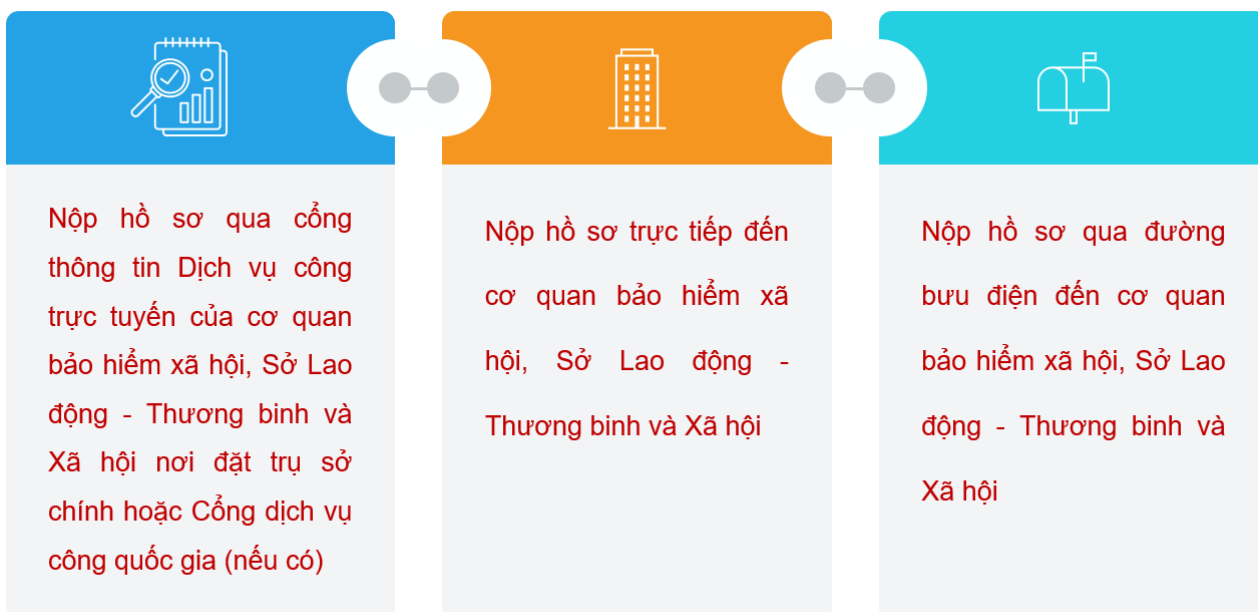 Nộp hồ sơ qua cổng
thông tin Dịch vụ công
trực tuyến của cơ quan
bảo hiểm xã hội, Sở Lao
động - Thương binh và
Xã hội nơi đặt trụ sở
chính hoặc Cổng dịch vụ
công quốc gia (nếu có)
Nộp hồ sơ trực tiếp đến
cơ quan bảo hiểm xã
hội, Sở Lao động -
Thương binh và Xã hội
Nộp hồ sơ qua đường
bưu điện đến cơ quan
bảo hiểm xã hội, Sở Lao
động - Thương binh và
Xã hội